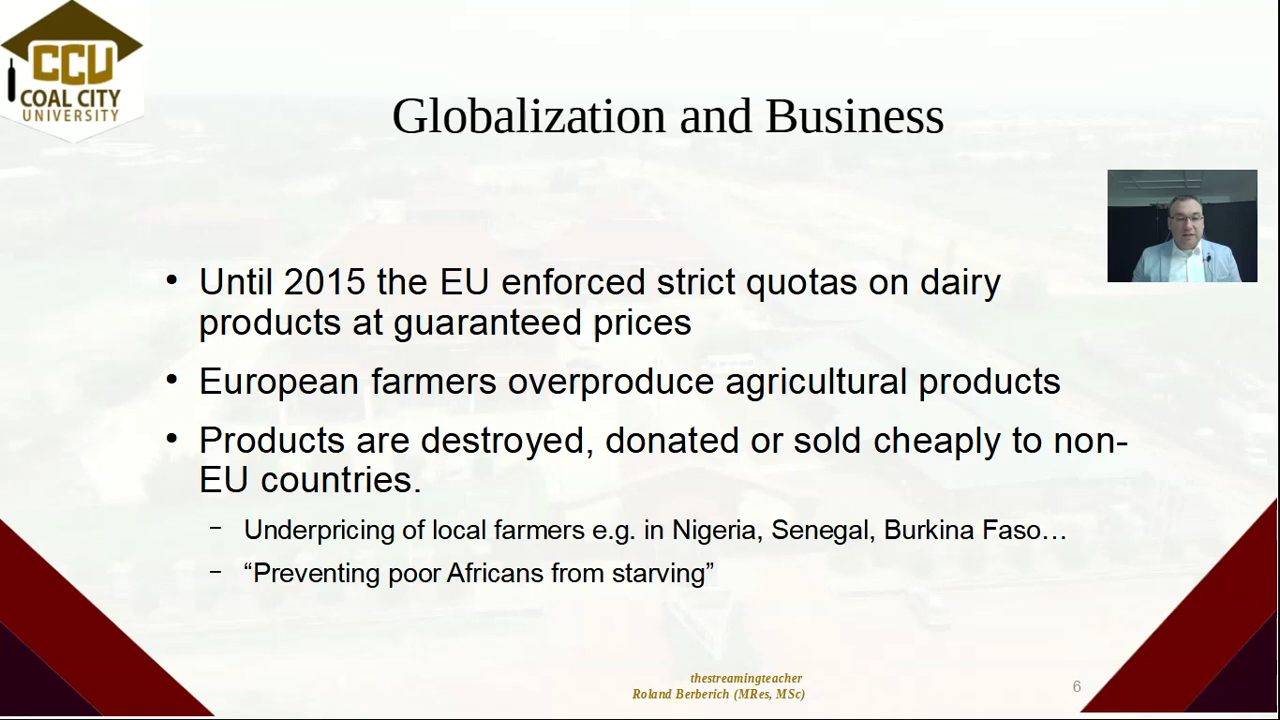 CCU
COAL CITY
UNIVERSITY
Globalization and Business
• Until 2015 the EU enforced strict quotas on dairy
products at guaranteed prices
• European farmers overproduce agricultural products
• Products are destroyed, donated or sold cheaply to non-
EU countries.
– Underpricing of local farmers e.g. in Nigeria, Senegal, Burkina Faso…
– “Preventing poor Africans from starving”
thestreamingteacher
Roland Berberich (MRes, MSc)
6